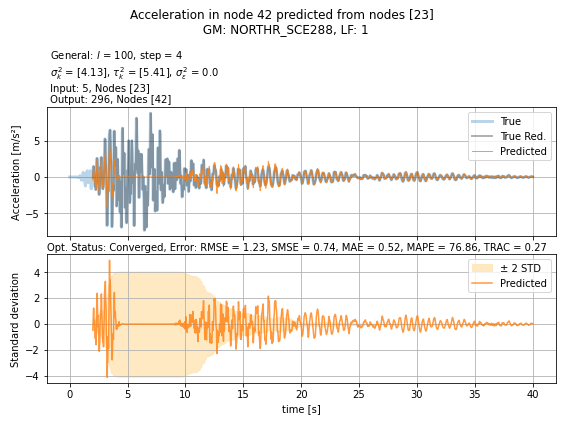 Acceleration in node 42 predicted from nodes [23]
GM: NORTHR_SCE288, LF: 1
General: l = 100, step = 4
σ²ₖ = [4.13], τ²ₖ = [5.41], σ²ε = 0.0
Input: 5, Nodes [23]
Output: 296, Nodes [42]
Acceleration [m/s²]
5
0
−5
True
True Red.
Predicted
Opt. Status: Converged, Error: RMSE = 1.23, SMSE = 0.74, MAE = 0.52, MAPE = 76.86, TRAC = 0.27
Standard deviation
4
2
0
−2
−4
± 2 STD
Predicted
0 5 10 15 20 25 30 35 40
time [s]